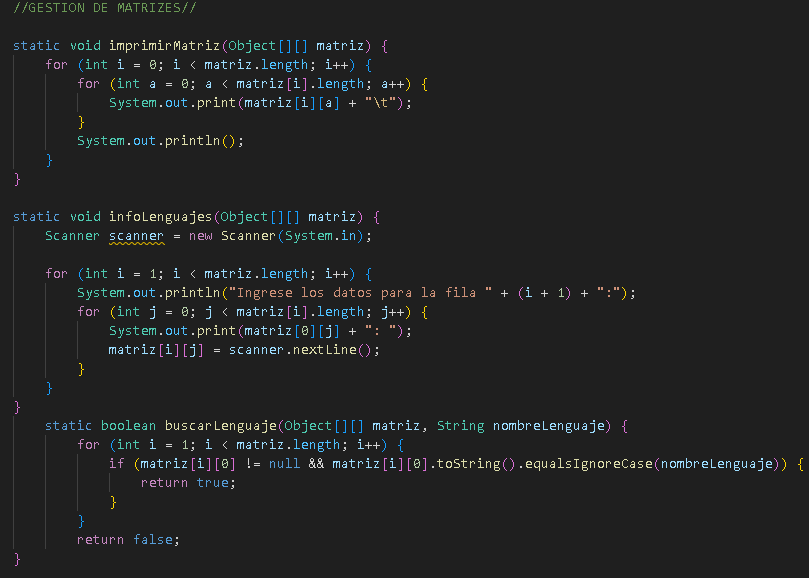 //GESTION DE MATRIZES//
static void imprimirMatriz(Object[][] matriz) {
for (int i = 0; i < matriz.length; i++) {
for (int a = 0; a < matriz[i].length; a++) {
System.out.print(matriz[i][a] + "\t");
}
System.out.println();
}
}
static void infoLenguajes(Object[][] matriz) {
Scanner scanner = new Scanner(System.in);
for (int i = 1; i < matriz.length; i++) {
System.out.println("Ingrese los datos para la fila " + (i + 1) + ":");
for (int j = 0; j < matriz[i].length; j++) {
System.out.print(matriz[0][j] + ": ");
matriz[i][j] = scanner.nextLine();
}
}
}
static boolean buscarLenguaje(Object[][] matriz, String nombreLenguaje) {
for (int i = 1; i < matriz.length; i++) {
if (matriz[i][0] != null && matriz[i][0].toString().equalsIgnoreCase(nombreLenguaje)) {
return true;
}
}
return false;
}